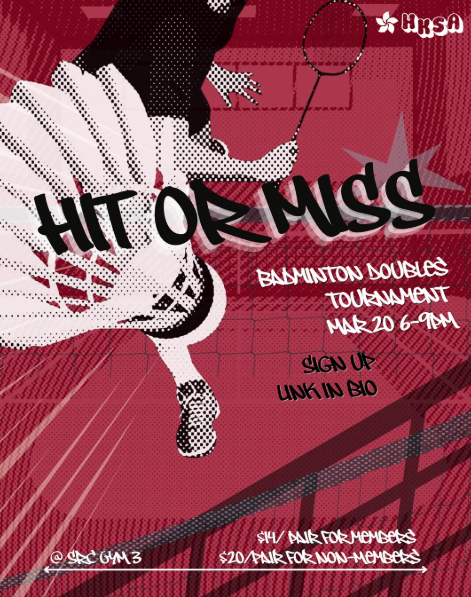 HKSA
HIT OR MISS
BADMINTON DOUBLES
TOURNAMENT
MAR 20 6-9PM
SIGN UP
LINK IN BIO
$14/ PAIR FOR MEMBERS
@ SRC GYM 3 $20/PAIR FOR NON-MEMBERS